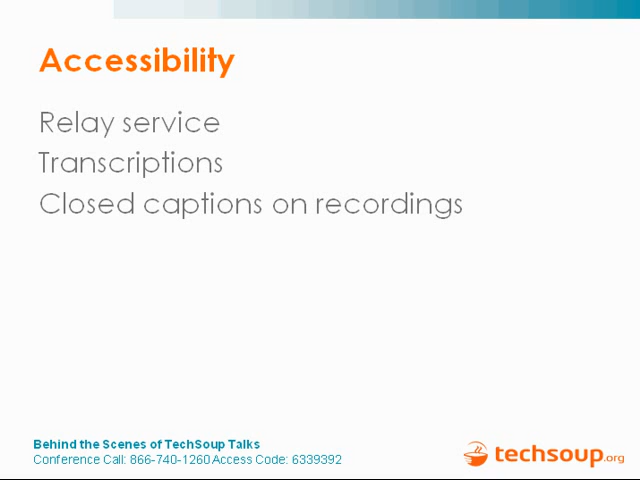 Accessibility
Relay service
Transcriptions
Closed captions on recordings
Behind the Scenes of TechSoup Talks
Conference Call: 866-740-1260 Access Code: 6339392
techsoup.org